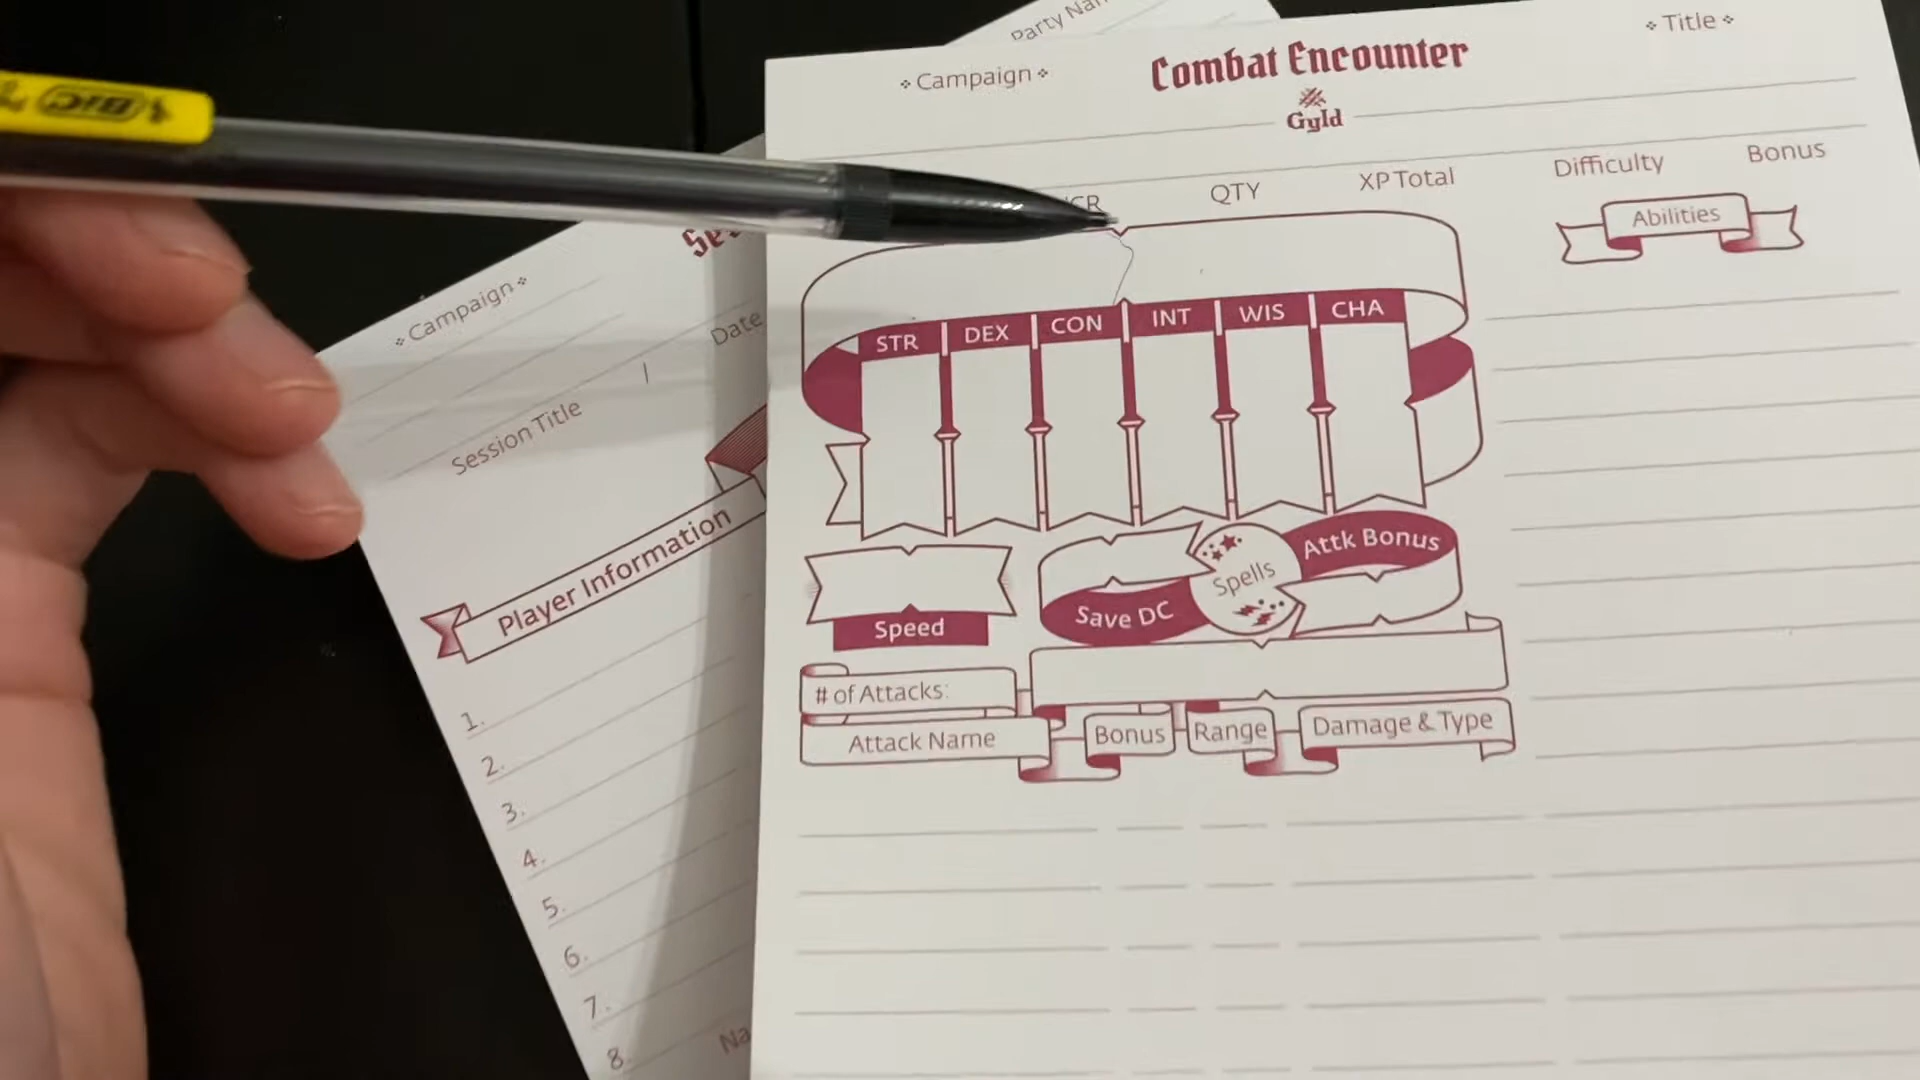 Party
Campaign
Combat Encounter
Title
Gyld
BIC
CR
QTY
XP Total
Difficulty
Bonus
Abilities
STR DEX CON INT WIS CHA
Save DC
Spells
Attk Bonus
Speed
# of Attacks:
Attack Name
Bonus
Range
Damage & Type
Campaign
Date
Session Title
Player Information
1.
2.
3.
4.
5.
6.
7.
8.